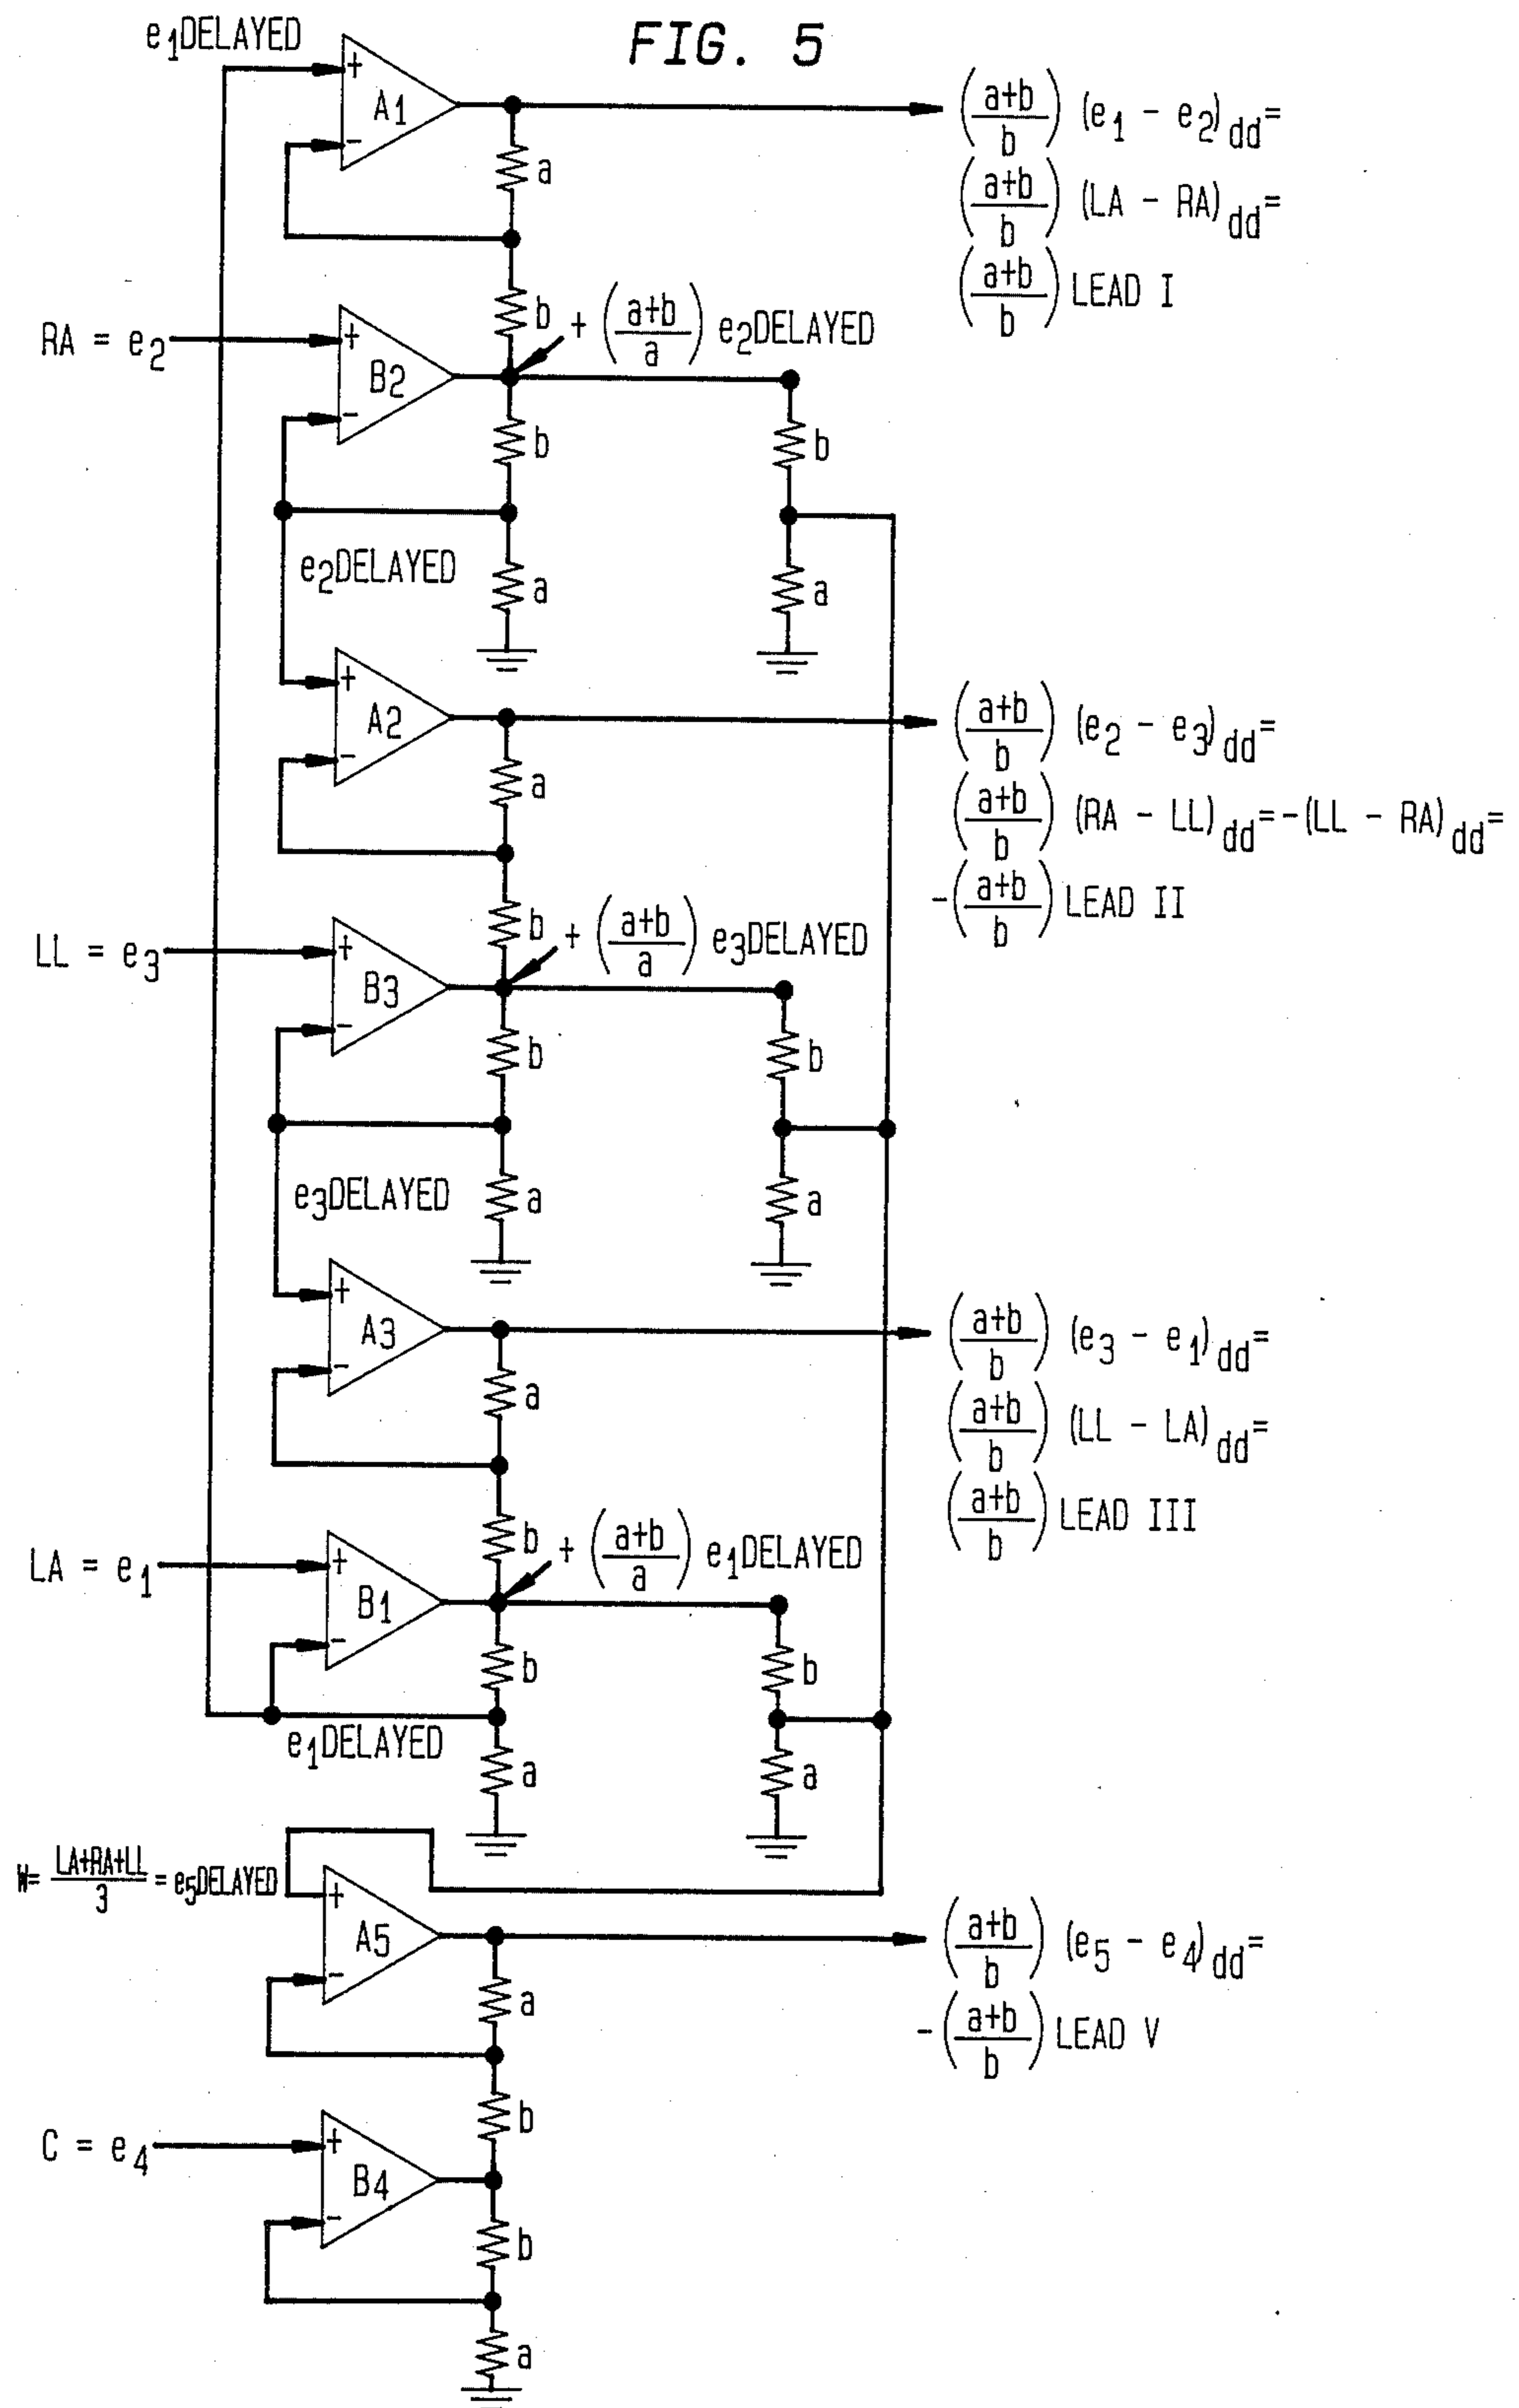 FIG. 5
e1DELAYED
+
A1
-
a
(a+b/b) (e1 - e2)dd=
(a+b/b) (LA - RA)dd=
(a+b/b) LEAD I
b
+ (a+b/a) e2DELAYED
RA = e2
+
B2
-
b
b
e2DELAYED
a
a
+
A2
-
a
(a+b/b) (e2 - e3)dd=
(a+b/b) (RA - LL)dd=-(LL - RA)dd=
-(a+b/b) LEAD II
b
+ (a+b/a) e3DELAYED
LL = e3
+
B3
-
b
b
e3DELAYED
a
a
+
A3
-
a
(a+b/b) (e3 - e1)dd=
(a+b/b) (LL - LA)dd=
(a+b/b) LEAD III
b
+ (a+b/a) e1DELAYED
LA = e1
+
B1
-
b
b
e1DELAYED
a
a
W= LA+RA+LL/3 = e5DELAYED
+
A5
-
a
(a+b/b) (e5 - e4)dd=
-(a+b/b) LEAD V
b
C = e4
+
B4
-
b
a